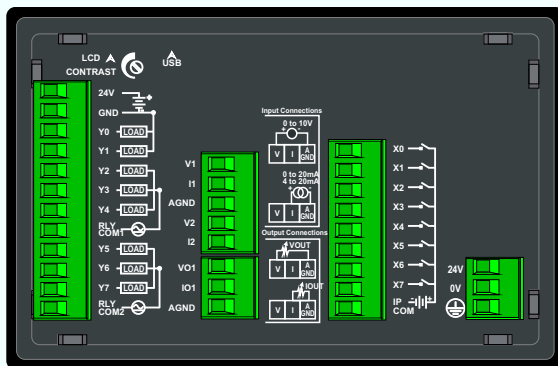 LCD
CONTRAST
USB
24V
GND
Y0 LOAD
Y1 LOAD
Y2 LOAD
Y3 LOAD
Y4 LOAD
RLY
COM1
Y5 LOAD
Y6 LOAD
Y7 LOAD
RLY
COM2
V1
I1
AGND
V2
I2
VO1
IO1
AGND
Input Connections
0 to 10V
+ -
V I A GND
0 to 20mA
4 to 20mA
+ -
V I A GND
Output Connections
VOUT
V I A GND
IOUT
V I A GND
X0
X1
X2
X3
X4
X5
X6
X7
IP
COM
- +
24V
0V